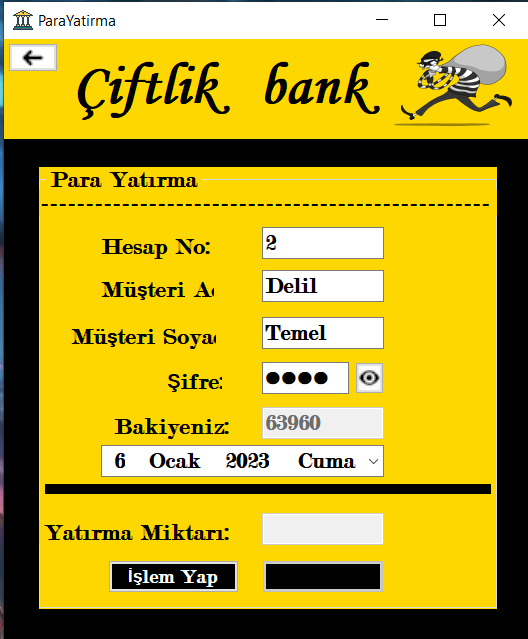 ParaYatirma
Çiftlik bank
Para Yatırma
Hesap No: 2
Müşteri Delil
Müşteri Temel
Şifre:
Bakiyeniz: 63960
6 Ocak 2023 Cuma
Yatırma Miktarı:
İşlem Yap